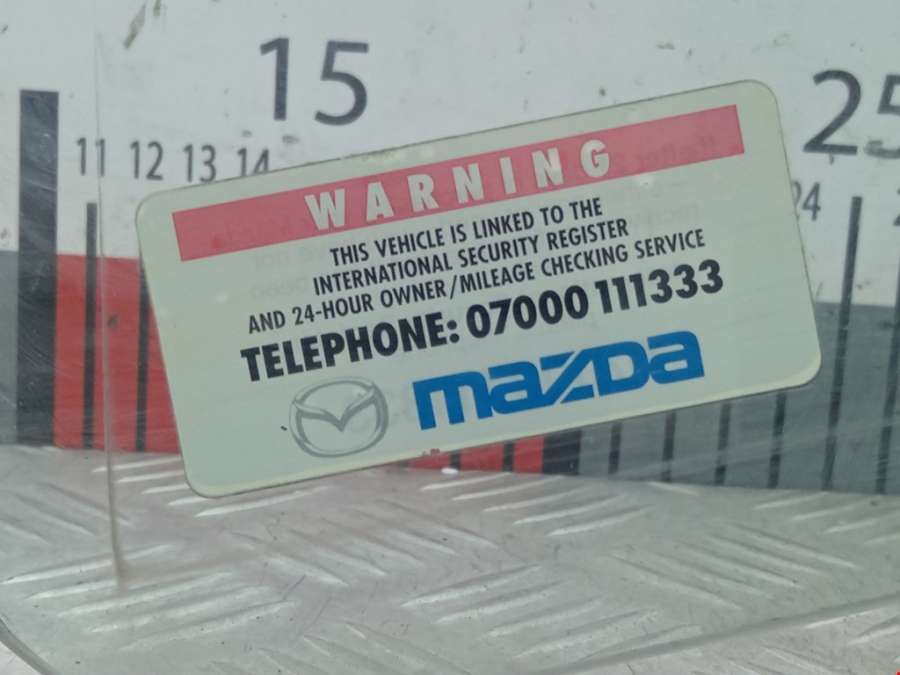 15
25
11 12 13 14
24
WARNING
THIS VEHICLE IS LINKED TO THE
INTERNATIONAL SECURITY REGISTER
AND 24-HOUR OWNER/MILEAGE CHECKING SERVICE
TELEPHONE: 07000 111333
mazda